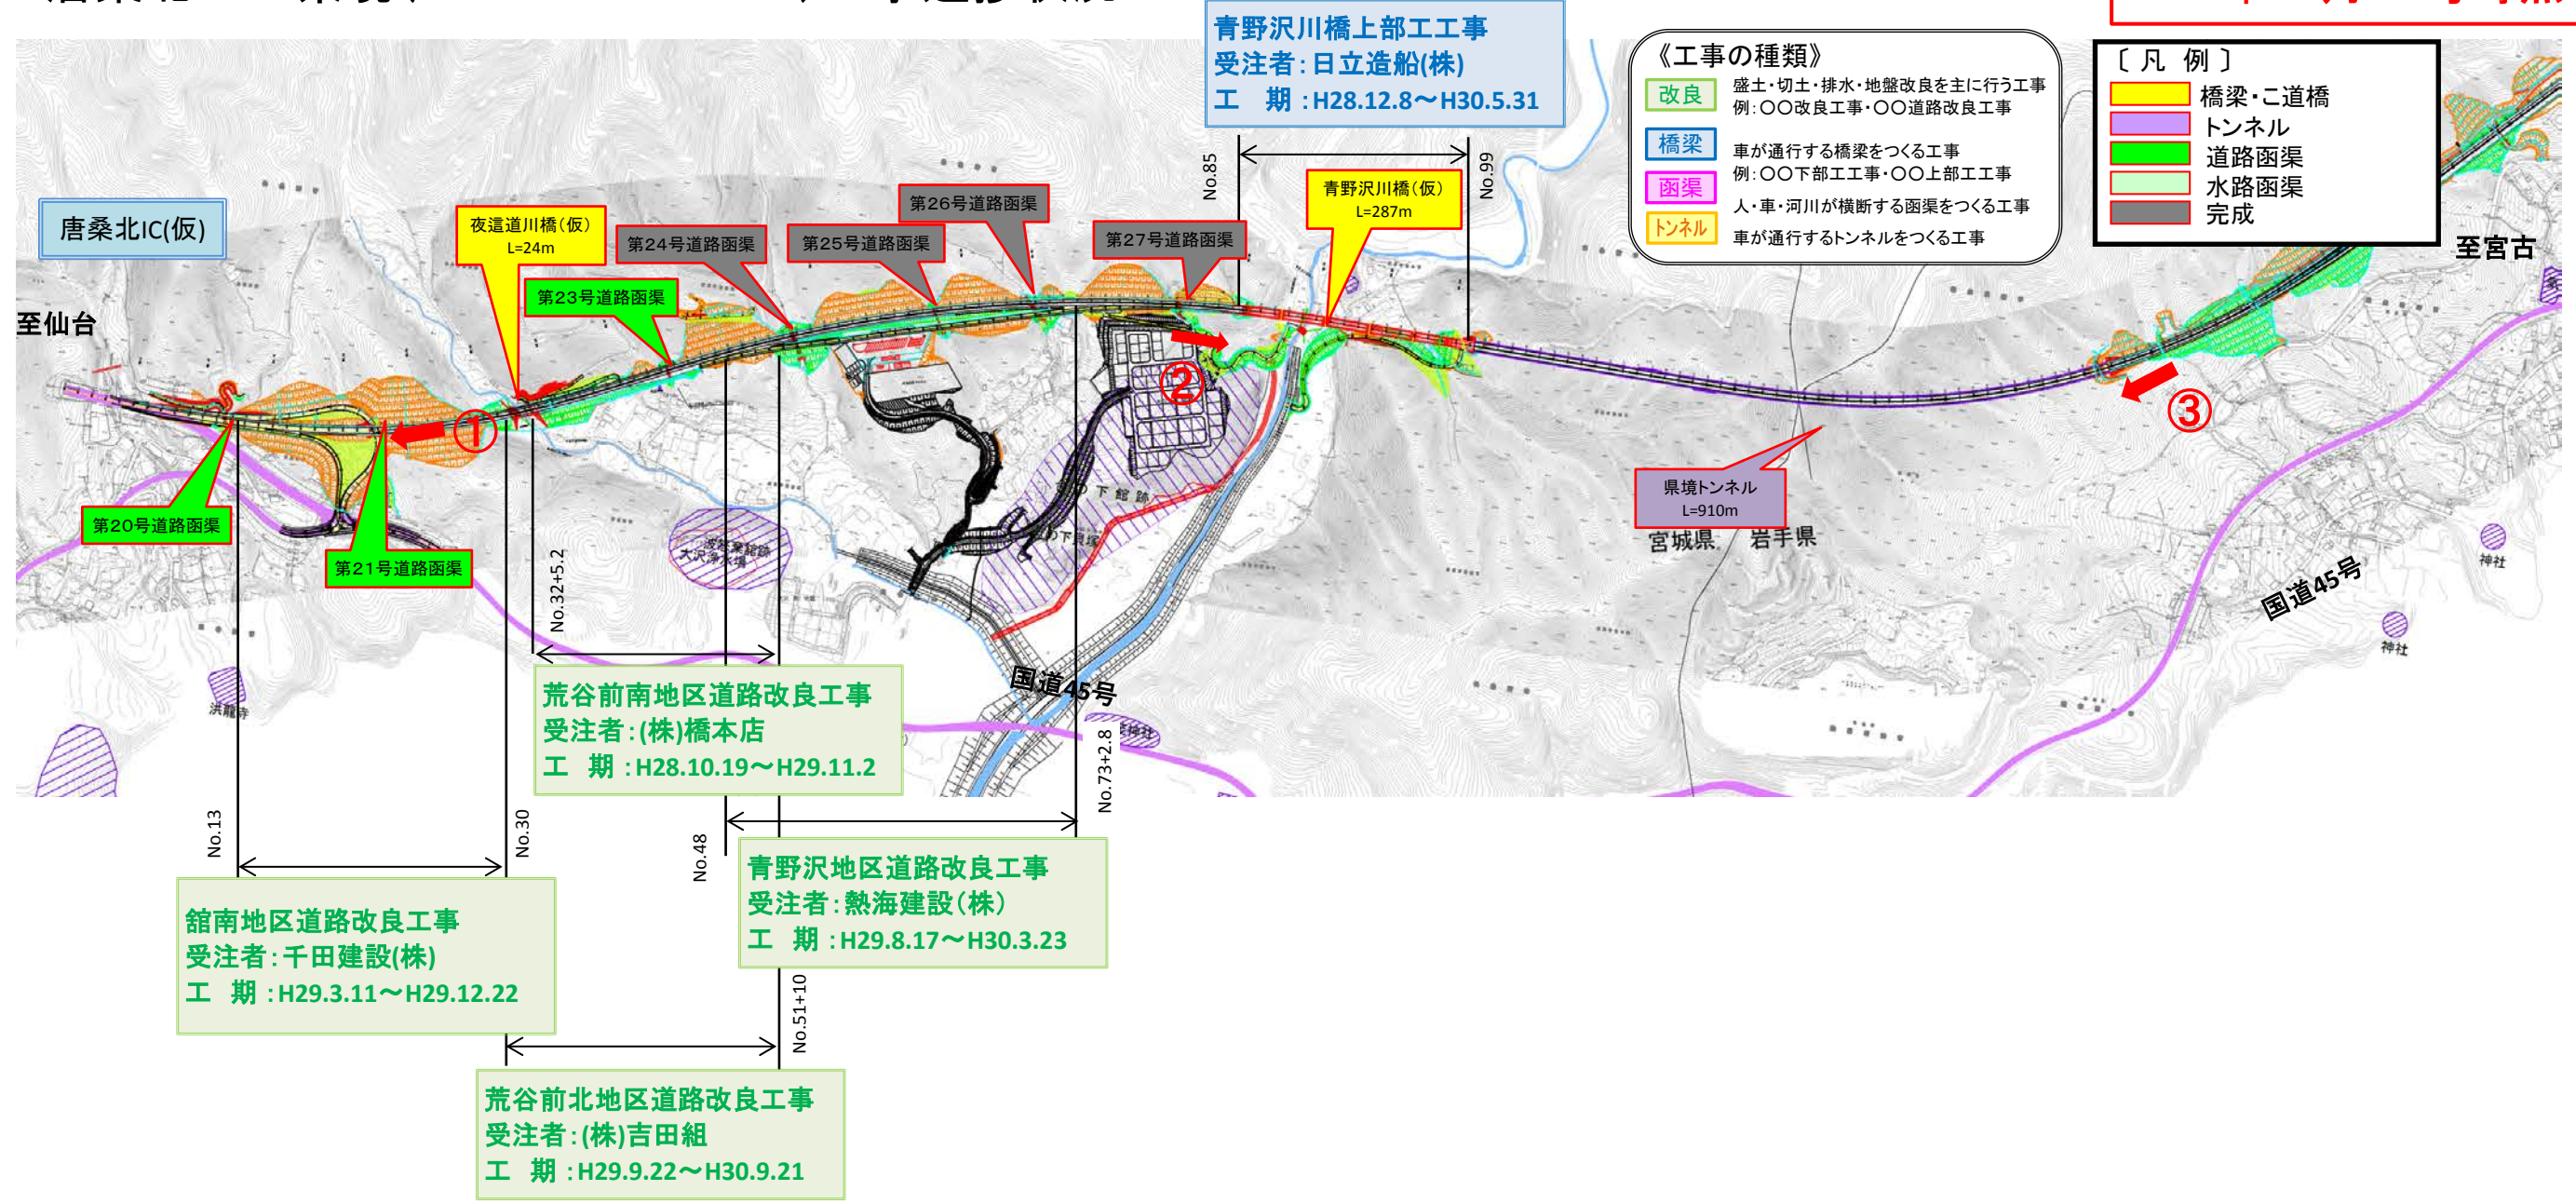 青野沢川橋上部工工事
受注者：日立造船(株)
工　期：H28.12.8～H30.5.31
《工事の種類》
改良
盛土・切土・排水・地盤改良を主に行う工事
例：〇〇改良工事・〇〇道路改良工事
橋梁
車が通行する橋梁をつくる工事
例：〇〇下部工工事・〇〇上部工工事
函渠
人・車・河川が横断する函渠をつくる工事
トンネル
車が通行するトンネルをつくる工事
〔 凡 例 〕
橋梁・こ道橋
トンネル
道路函渠
水路函渠
完成
至宮古
唐桑北IC(仮)
至仙台
夜這道川橋（仮）
L=24m
第23号道路函渠
第24号道路函渠
第25号道路函渠
第26号道路函渠
第27号道路函渠
No.85
No.99
青野沢川橋（仮）
L=287m
①
②
③
第20号道路函渠
第21号道路函渠
県境トンネル
L=910m
宮城県
岩手県
国道45号
神社
神社
大沢浄水場
洪龍寺
国道45号
No.32+5.2
荒谷前南地区道路改良工事
受注者：(株)橋本店
工　期：H28.10.19～H29.11.2
No.73+2.8
No.13
No.30
No.48
青野沢地区道路改良工事
受注者：熱海建設（株）
工　期：H29.8.17～H30.3.23
舘南地区道路改良工事
受注者：千田建設(株)
工　期：H29.3.11～H29.12.22
No.51+10
荒谷前北地区道路改良工事
受注者：(株)吉田組
工　期：H29.9.22～H30.9.21